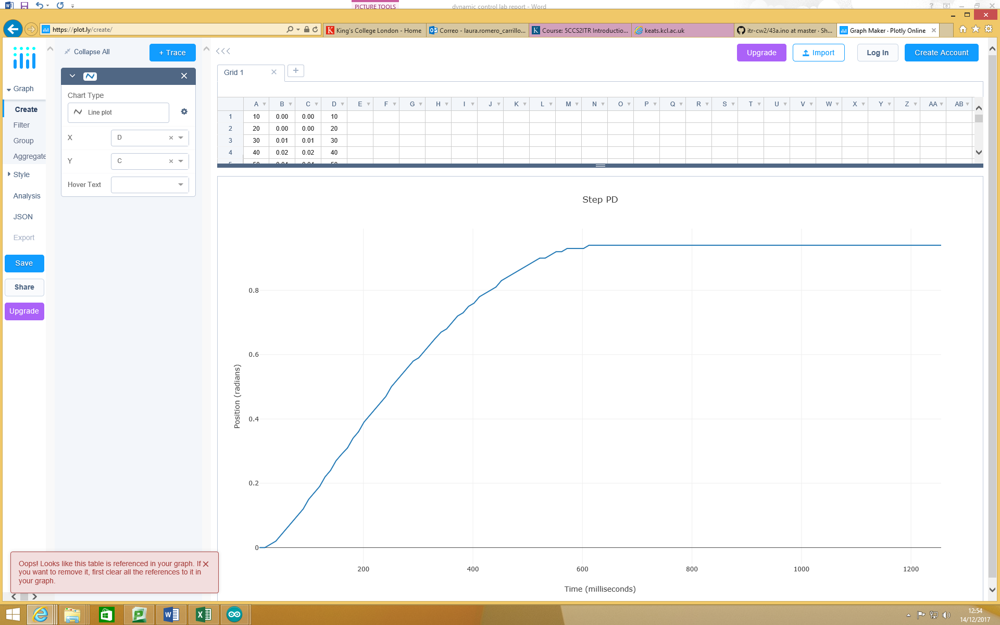 PICTURE TOOLS
dynamic control lab report - Word
https://plot.ly/create/
King's College London - Home
Correo - laura.romero_carrillo...
Course: 5CCS2ITR Introductio...
keats.kcl.ac.uk
itr-cw2/43a.ino at master · Sh...
Graph Maker · Plotly Online
Collapse All
+ Trace
Upgrade
Import
Log In
Create Account
Grid 1
Graph
Create
Filter
Group
Aggregate
Style
Analysis
JSON
Export
Save
Share
Upgrade
Chart Type
Line plot
X D
Y C
Hover Text
A B C D E F G H I J K L M N O P Q R S T U V W X Y Z AA AB
1 10 0.00 0.00 10
2 20 0.00 0.00 20
3 30 0.01 0.01 30
4 40 0.02 0.02 40
5 50 0.04 0.04 50
Step PD
0.8
0.6
0.4
0.2
0
Position (radians)
200 400 600 800 1000 1200
Time (milliseconds)
Oops! Looks like this table is referenced in your graph. If
you want to remove it, first clear all the references to it in
your graph.
12:54
14/12/2017